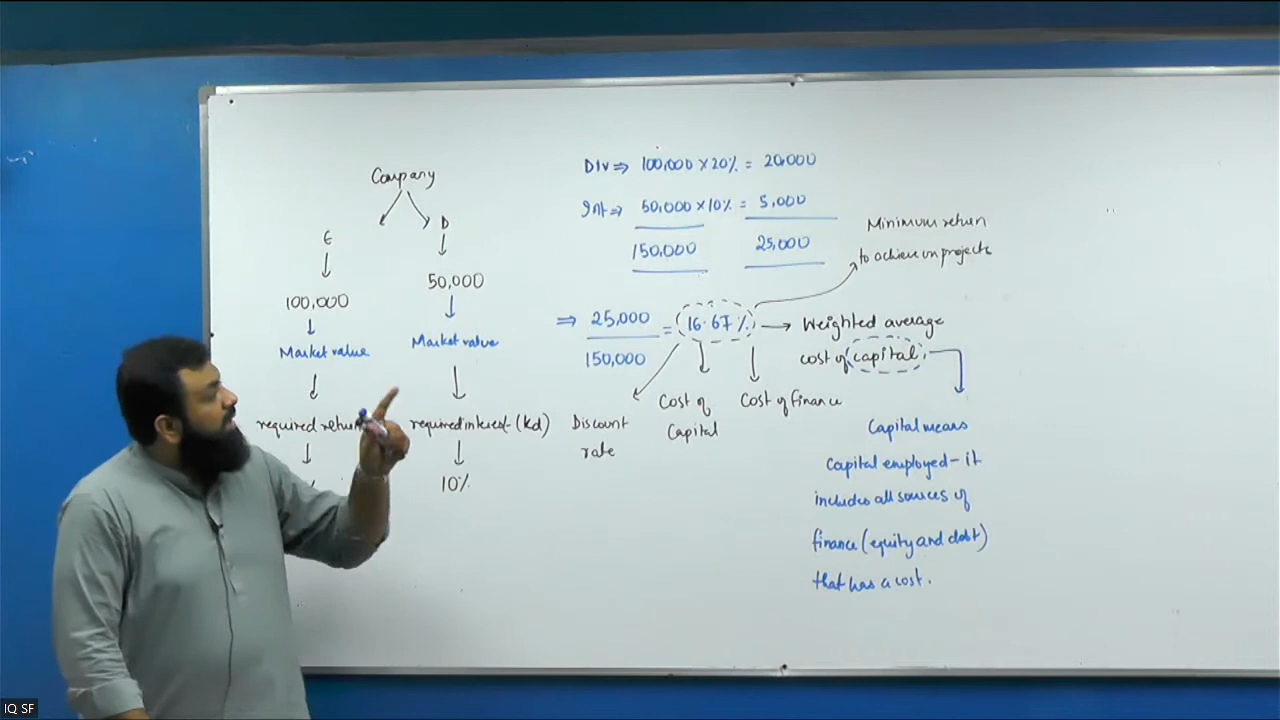 Company
E
D
100,000
50,000
Market value
Market value
required return
required interest (kd)
10%
DIV ⇒ 100,000 × 20% = 20,000
Int ⇒ 50,000 × 10% = 5,000
150,000 25,000
⇒ 25,000
150,000
= 16.67%
Minimum return
to achieve on projects
Weighted average
cost of capital.
Discount
rate
Cost of
Capital
Cost of finance
Capital means
Capital employed - it
includes all sources of
finance (equity and debt)
that has a cost.
IQ SF